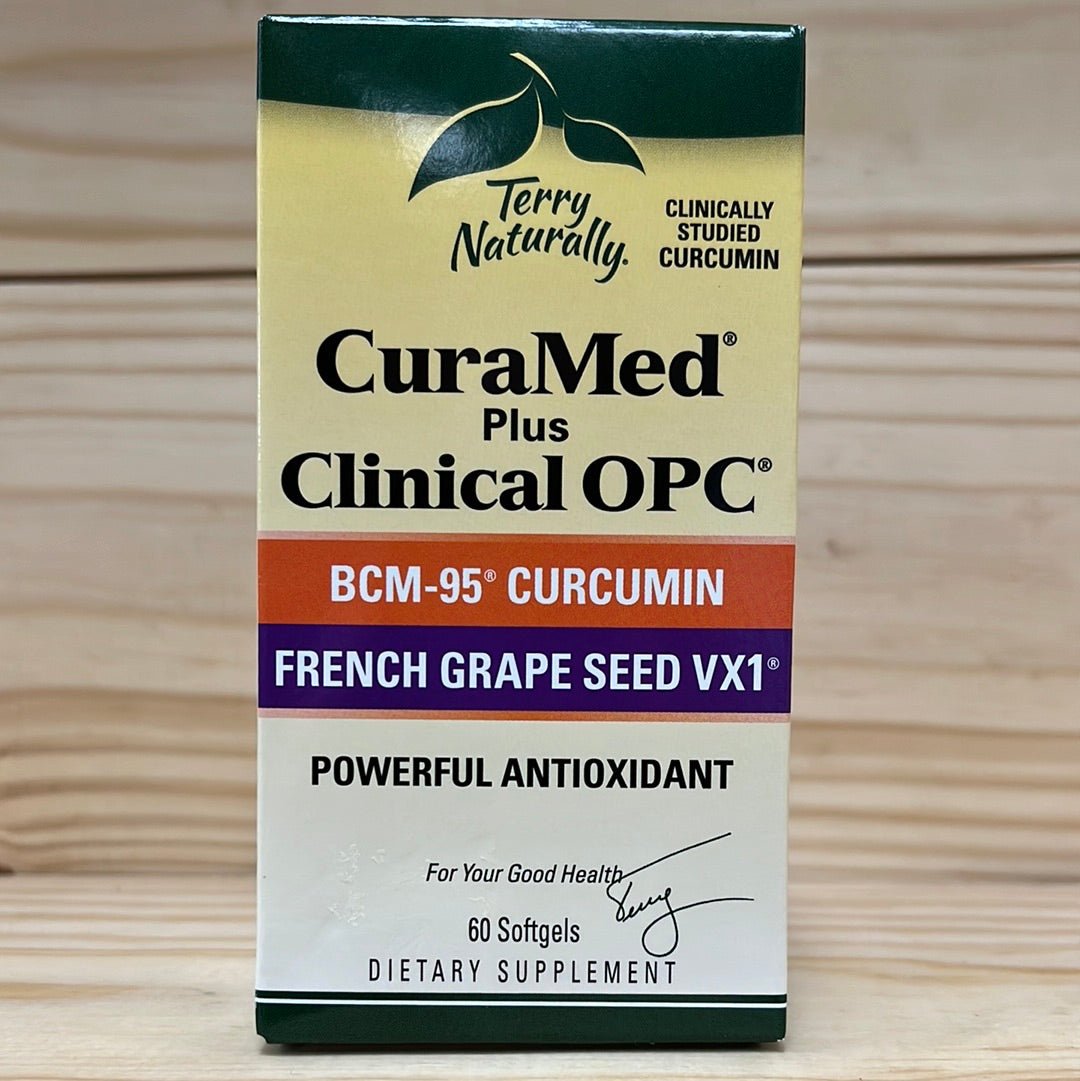 Terry
Naturally.
CLINICALLY
STUDIED
CURCUMIN
CuraMed®
Plus
Clinical OPC®
BCM-95® CURCUMIN
FRENCH GRAPE SEED VX1®
POWERFUL ANTIOXIDANT
For Your Good Health
Terry
60 Softgels
DIETARY SUPPLEMENT